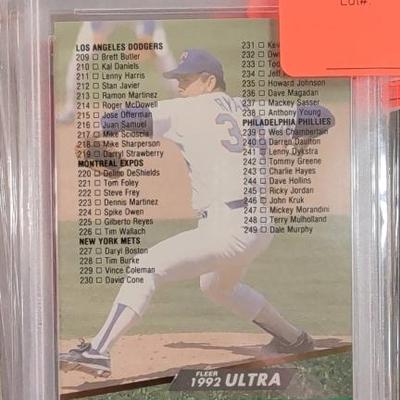 Lot#:
LOS ANGELES DODGERS
209 Brett Butler
210 Kal Daniels
211 Lenny Harris
212 Stan Javier
213 Ramon Martinez
214 Roger McDowell
215 Jose Offerman
216 Juan Samuel
217 Mike Scioscia
218 Mike Sharperson
219 Darryl Strawberry
MONTREAL EXPOS
220 Delino DeShields
221 Tom Foley
222 Steve Frey
223 Dennis Martinez
224 Spike Owen
225 Gilberto Reyes
226 Tim Wallach
NEW YORK METS
227 Daryl Boston
228 Tim Burke
229 Vince Coleman
230 David Cone
231 Kev
232
233
234 Jeff
235 Howard Johnson
236 Dave Magadan
237 Mackey Sasser
238 Anthony Young
PHILADELPHIA PHILLIES
239 Wes Chamberlain
240 Darren Daulton
241 Lenny Dykstra
242 Tommy Greene
243 Charlie Hayes
244 Dave Hollins
245 Ricky Jordan
246 John Kruk
247 Mickey Morandini
248 Terry Mulholland
249 Dale Murphy
FLEER
1992 ULTRA